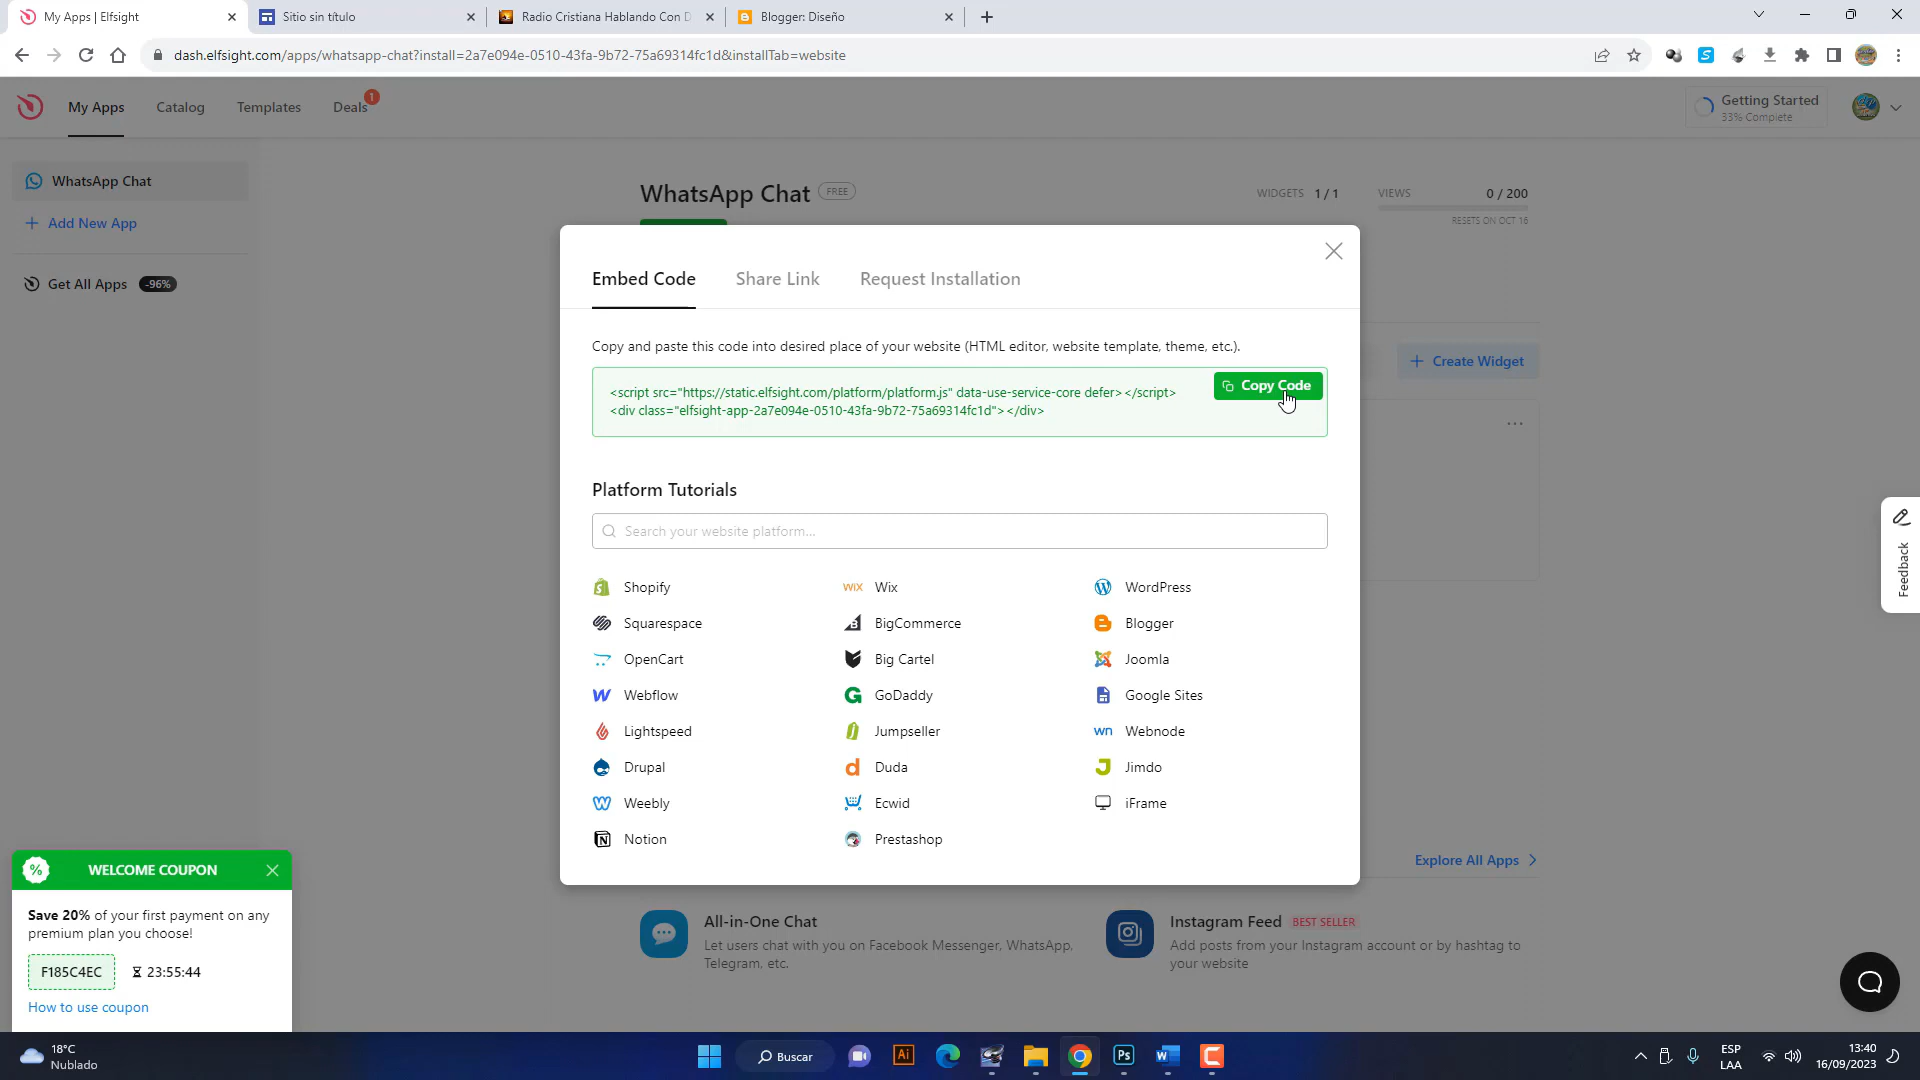 My Apps | Elfsight
Sitio sin título
Radio Cristiana Hablando Con D
Blogger: Diseño
dash.elfsight.com/apps/whatsapp-chat?install=2a7e094e-0510-43fa-9b72-75a69314fc1d&installTab=website
My Apps
Catalog
Templates
Deals
1
Getting Started
33% Complete
WhatsApp Chat
Add New App
Get All Apps
-96%
WhatsApp Chat
FREE
WIDGETS 1 / 1
VIEWS 0 / 200
RESETS ON OCT 16
Create Widget
Embed Code
Share Link
Request Installation
Copy and paste this code into desired place of your website (HTML editor, website template, theme, etc.).
<script src="https://static.elfsight.com/platform/platform.js" data-use-service-core defer></script>
<div class="elfsight-app-2a7e094e-0510-43fa-9b72-75a69314fc1d"></div>
Copy Code
Platform Tutorials
Search your website platform...
Shopify
Wix
WordPress
Squarespace
BigCommerce
Blogger
OpenCart
Big Cartel
Joomla
Webflow
GoDaddy
Google Sites
Lightspeed
Jumpseller
Webnode
Drupal
Duda
Jimdo
Weebly
Ecwid
iFrame
Notion
Prestashop
Feedback
Explore All Apps
All-in-One Chat
Let users chat with you on Facebook Messenger, WhatsApp,
Telegram, etc.
Instagram Feed BEST SELLER
Add posts from your Instagram account or by hashtag to
your website
WELCOME COUPON
Save 20% of your first payment on any
premium plan you choose!
F185C4EC
23:55:44
How to use coupon
18°C
Nublado
Buscar
ESP
LAA
13:40
16/09/2023